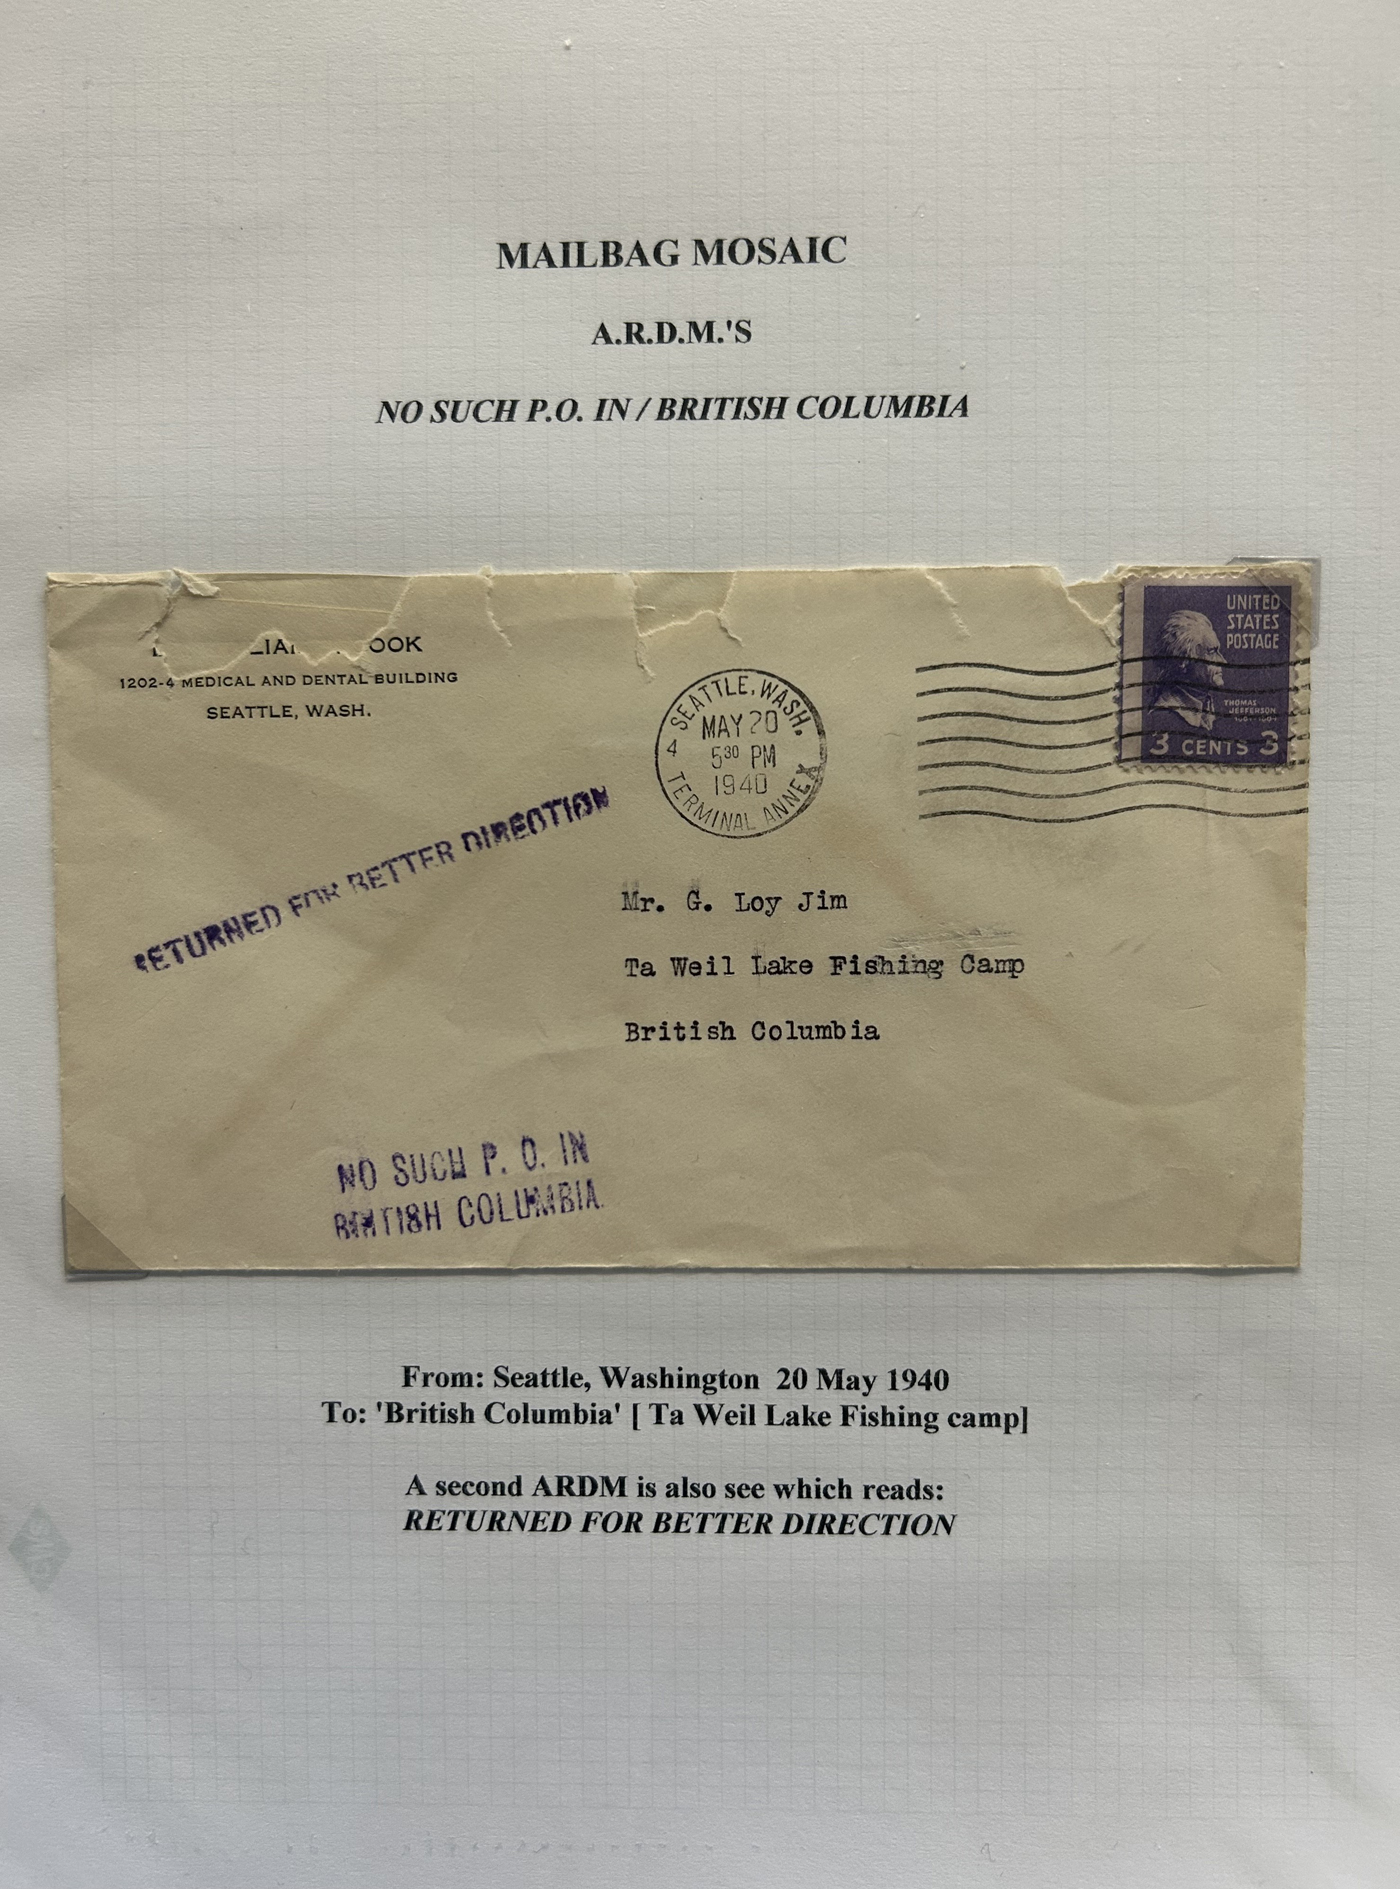 MAILBAG MOSAIC
A.R.D.M.'S
NO SUCH P.O. IN / BRITISH COLUMBIA
OOK
1202-4 MEDICAL AND DENTAL BUILDING
SEATTLE, WASH.
SEATTLE, WASH.
MAY 20
5 30 PM
1940
4
TERMINAL ANNEX
UNITED
STATES
POSTAGE
THOMAS
JEFFERSON
3 CENTS 3
RETURNED FOR BETTER DIRECTION
Mr. G. Loy Jim
Ta Weil Lake Fishing Camp
British Columbia
NO SUCH P. O. IN
BRITISH COLUMBIA.
From: Seattle, Washington 20 May 1940
To: 'British Columbia' [ Ta Weil Lake Fishing camp]
A second ARDM is also see which reads:
RETURNED FOR BETTER DIRECTION